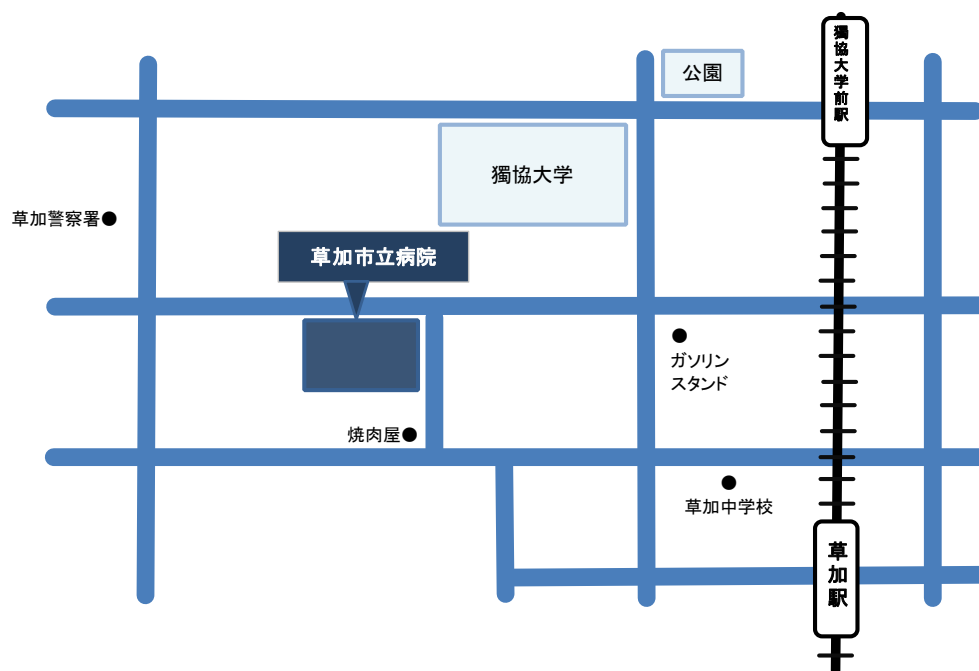 獨協大学前駅
公園
獨協大学
草加警察署●
草加市立病院
ガソリン
スタンド
焼肉屋●
草加中学校
草加駅